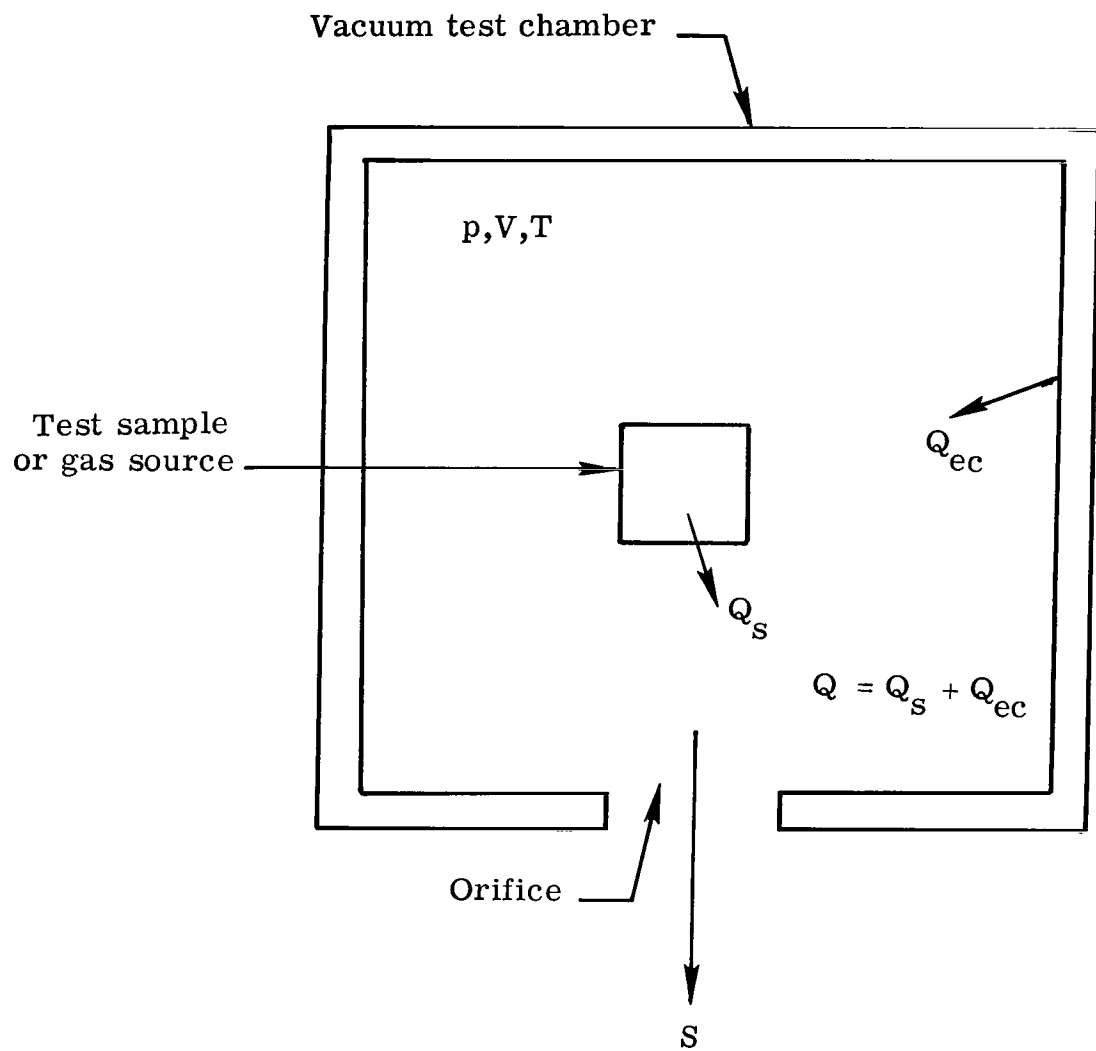 Vacuum test chamber
p,V,T
Test sample
or gas source
Q_ec
Q_s
Q = Q_s + Q_ec
Orifice
S